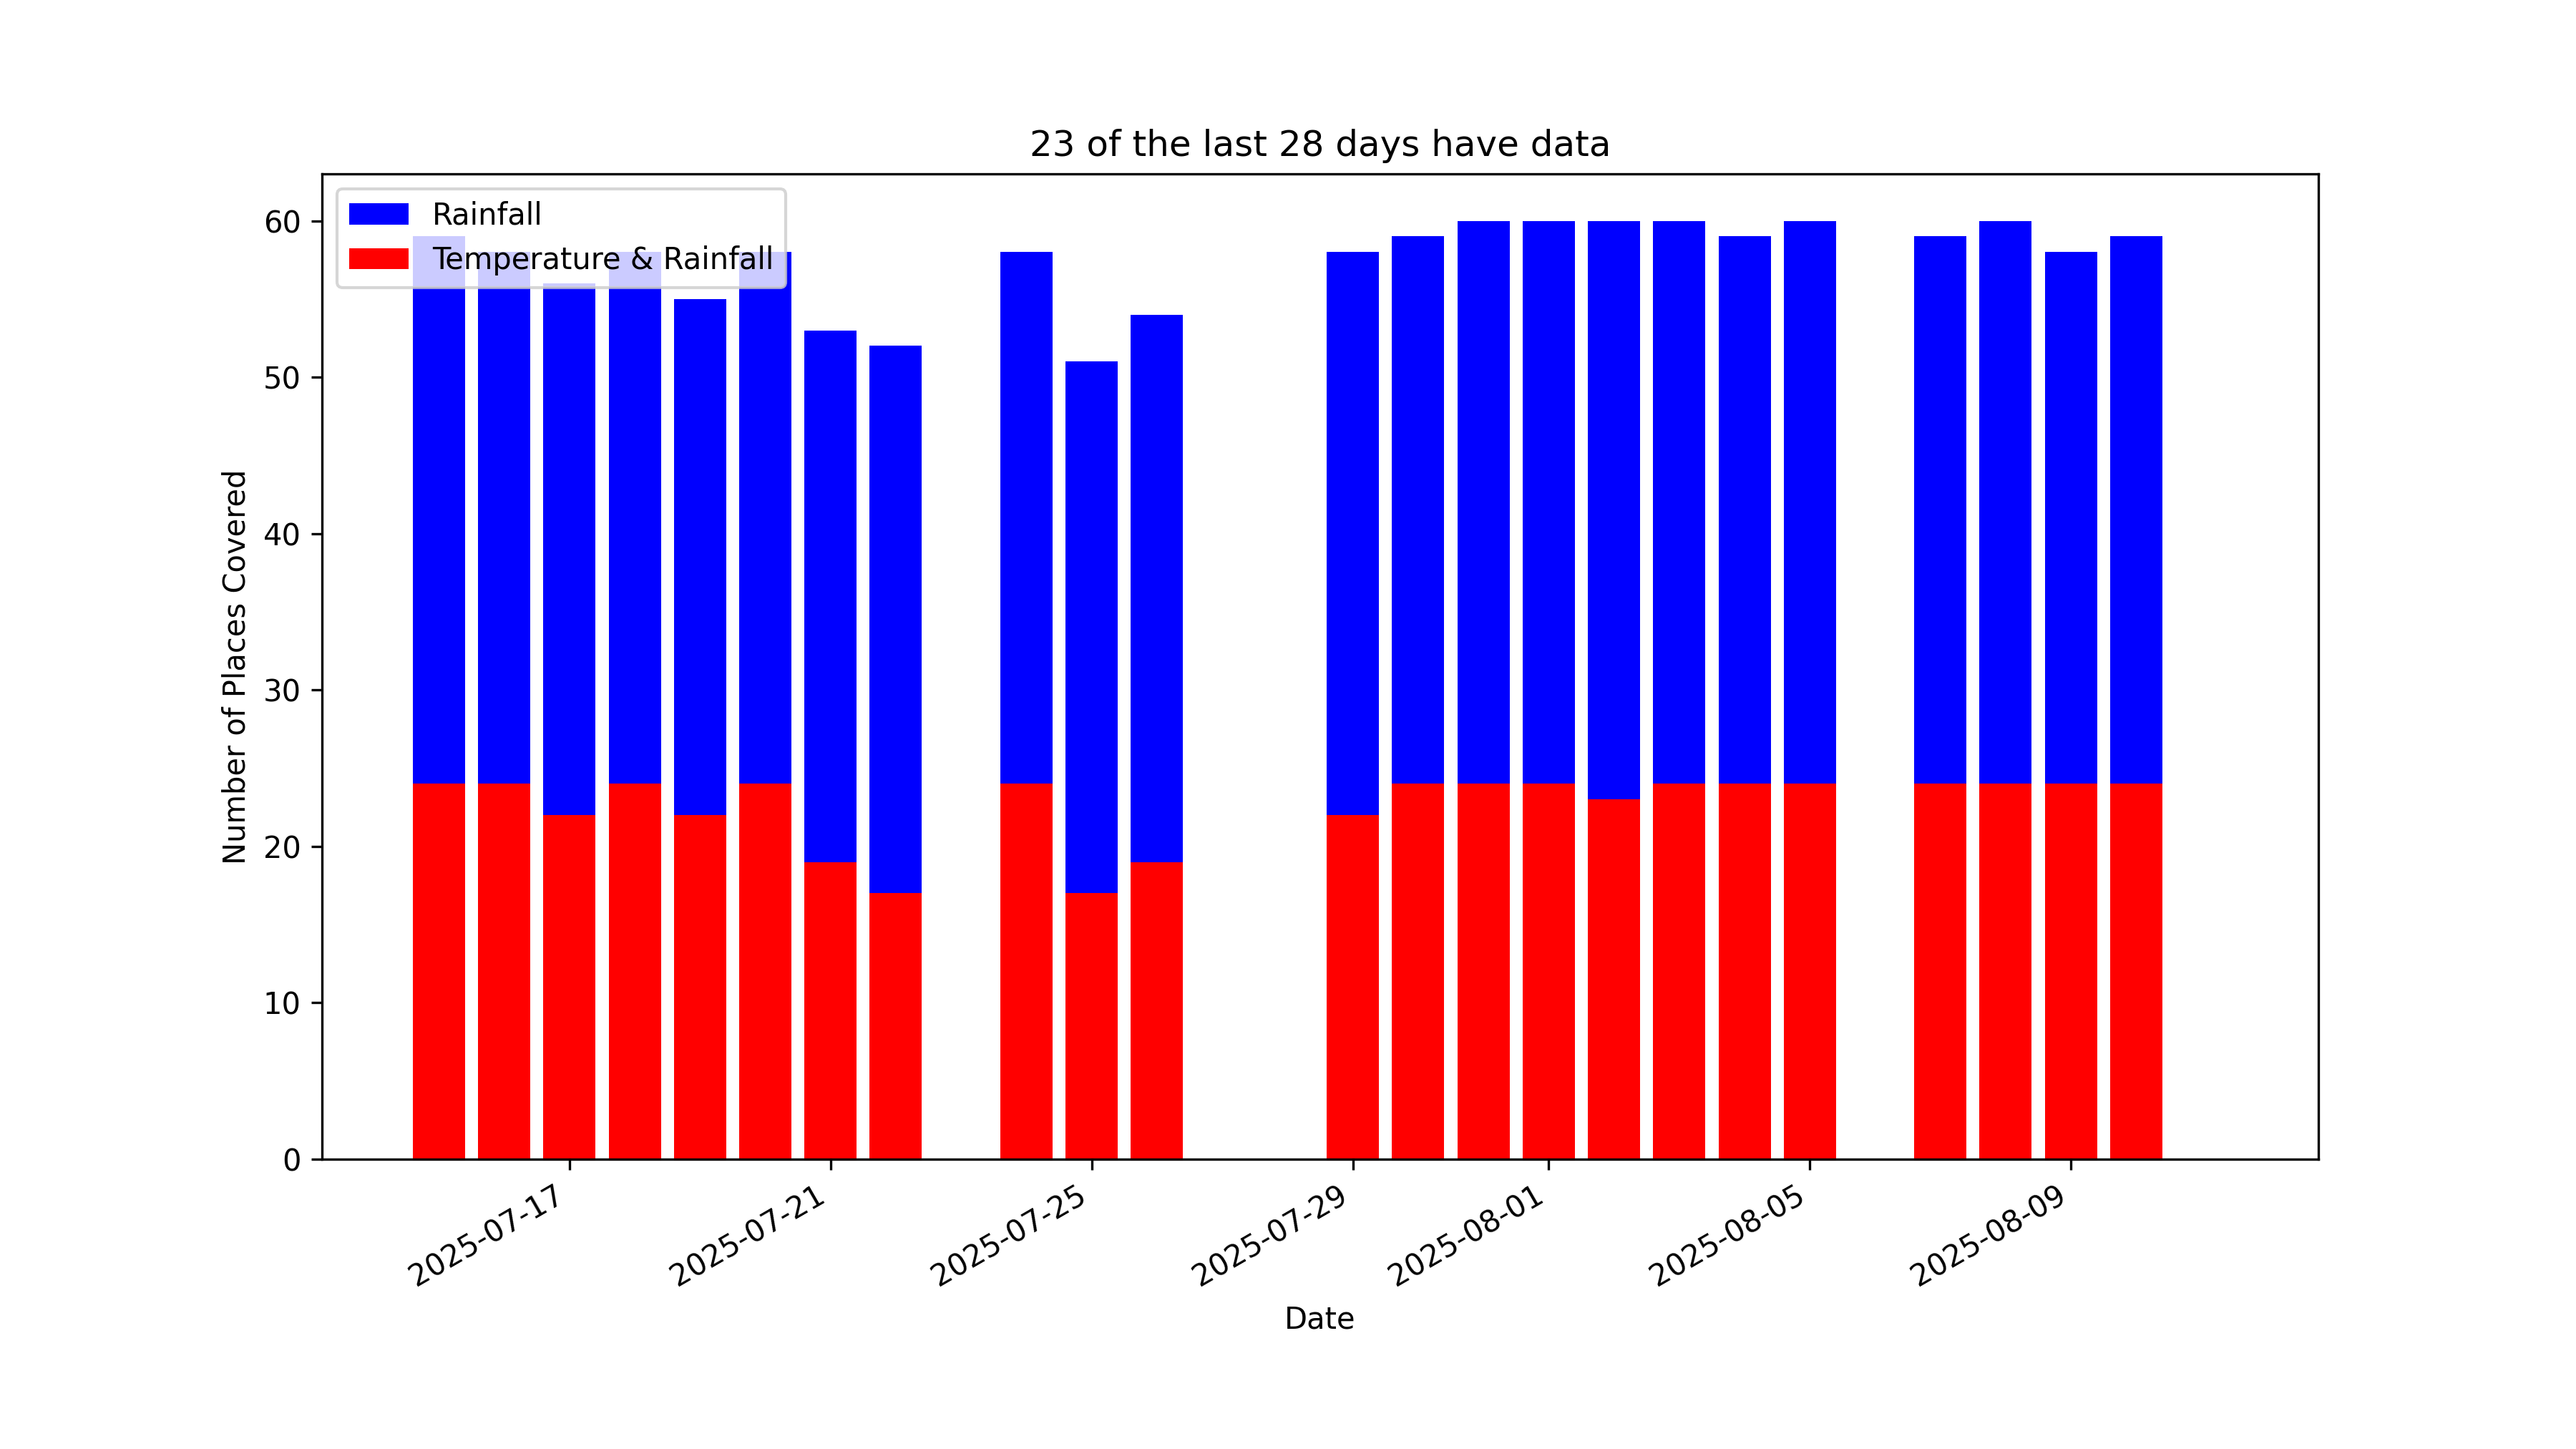 23 of the last 28 days have data
Rainfall
Temperature & Rainfall
Number of Places Covered
60
50
40
30
20
10
0
2025-07-17
2025-07-21
2025-07-25
2025-07-29
2025-08-01
2025-08-05
2025-08-09
Date